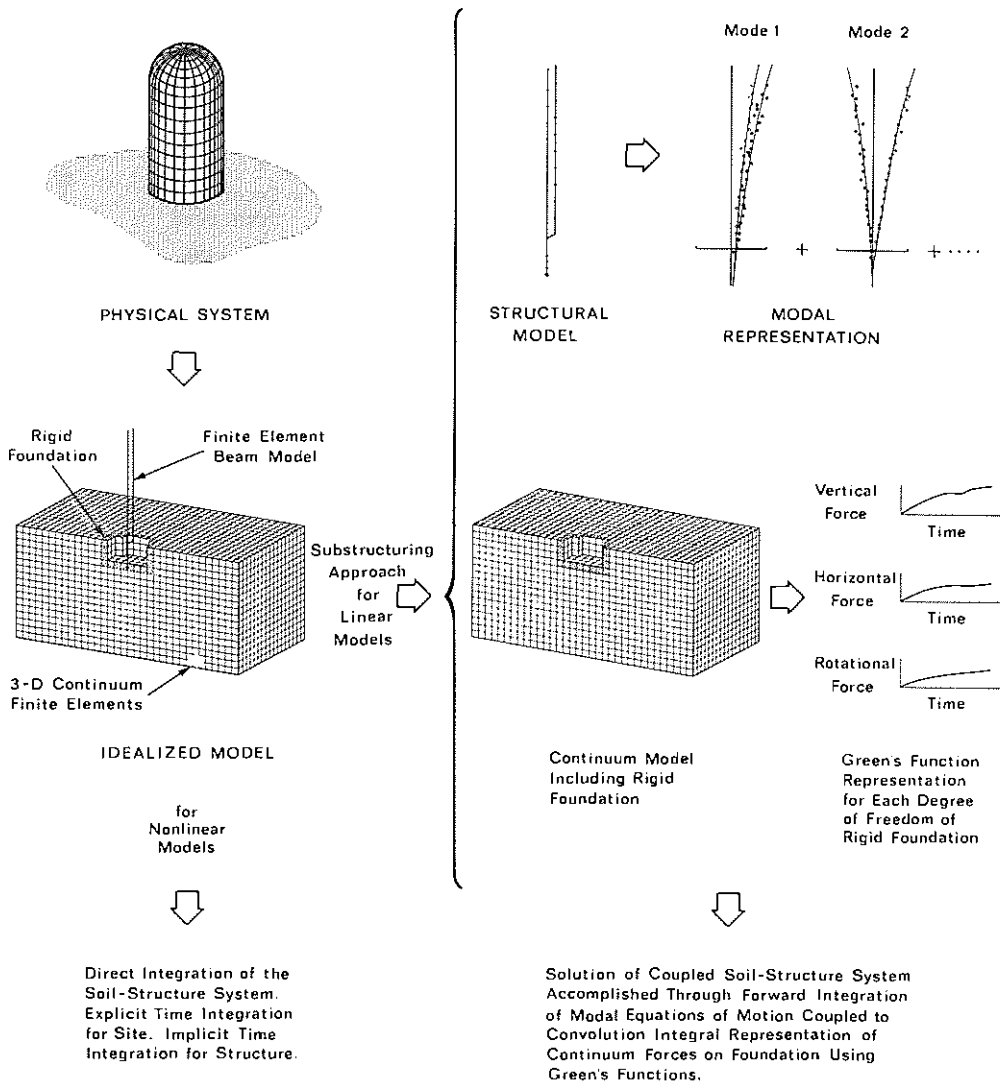 PHYSICAL SYSTEM
Rigid
Foundation
Finite Element
Beam Model
3-D Continuum
Finite Elements
IDEALIZED MODEL
for
Nonlinear
Models
Direct Integration of the
Soil-Structure System.
Explicit Time Integration
for Site. Implicit Time
Integration for Structure.
Substructuring
Approach
for
Linear
Models
STRUCTURAL
MODEL
Mode 1
Mode 2
+
+ ....
MODAL
REPRESENTATION
Continuum Model
Including Rigid
Foundation
Vertical
Force
Time
Horizontal
Force
Time
Rotational
Force
Time
Green's Function
Representation
for Each Degree
of Freedom of
Rigid Foundation
Solution of Coupled Soil-Structure System
Accomplished Through Forward Integration
of Modal Equations of Motion Coupled to
Convolution Integral Representation of
Continuum Forces on Foundation Using
Green's Functions.